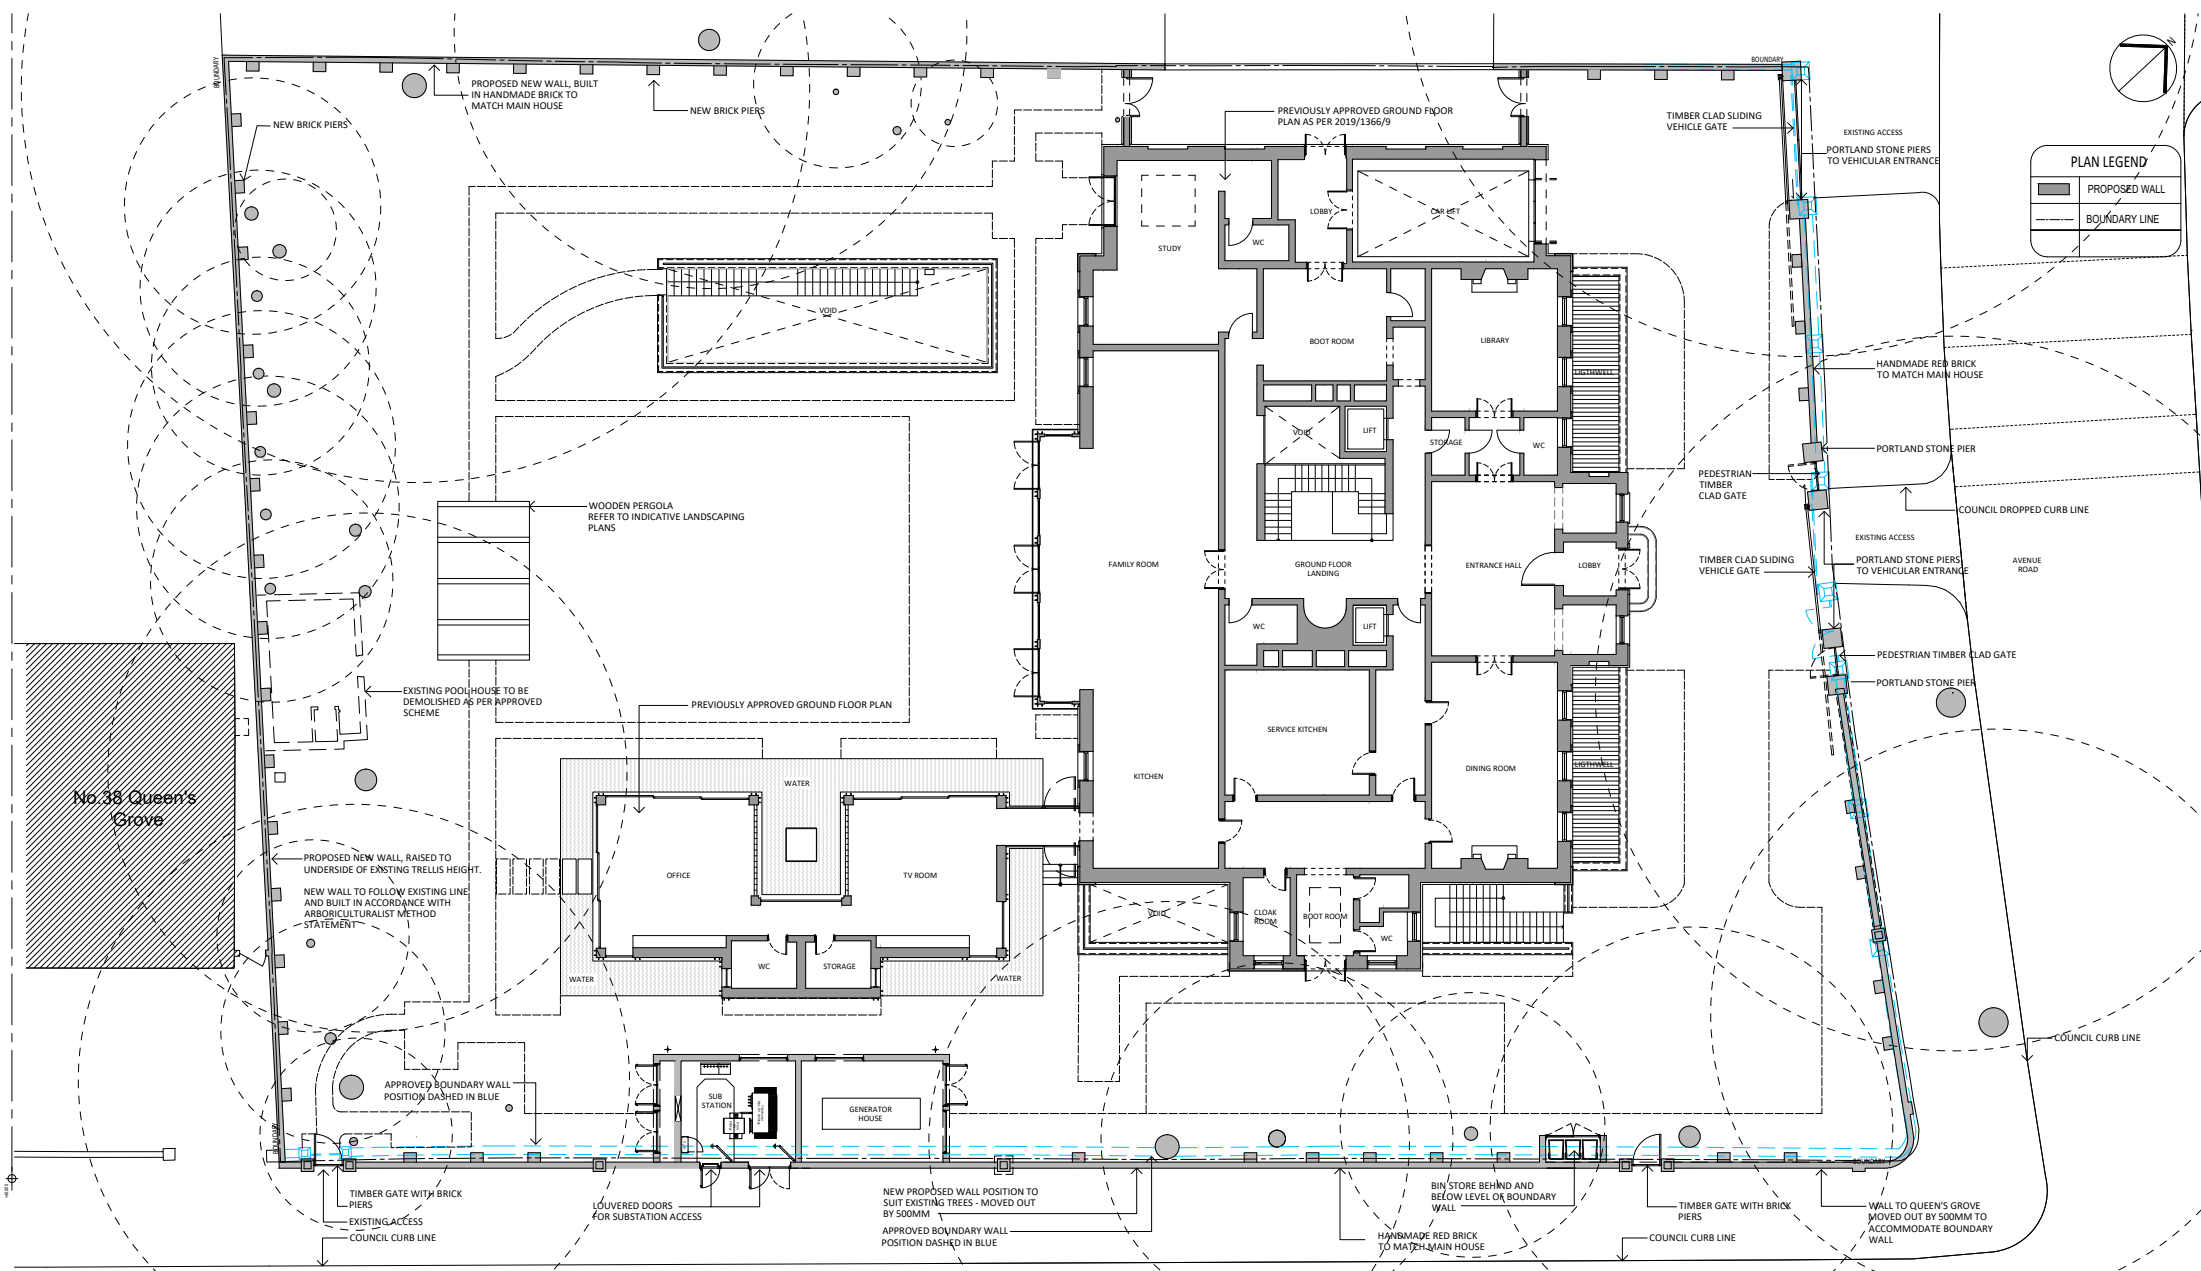 BOUNDARY
BOUNDARY
N
PROPOSED NEW WALL, BUILT
IN HANDMADE BRICK TO
MATCH MAIN HOUSE
NEW BRICK PIERS
NEW BRICK PIERS
PREVIOUSLY APPROVED GROUND FLOOR
PLAN AS PER 2019/1366/9
TIMBER CLAD SLIDING
VEHICLE GATE
EXISTING ACCESS
PORTLAND STONE PIERS
TO VEHICULAR ENTRANCE
PLAN LEGEND
PROPOSED WALL
BOUNDARY LINE
LOBBY
CAR LIFT
WC
STUDY
VOID
BOOT ROOM
LIBRARY
LIGTHWELL
HANDMADE RED BRICK
TO MATCH MAIN HOUSE
VOID
LIFT
STORAGE
WC
PORTLAND STONE PIER
PEDESTRIAN
TIMBER
CLAD GATE
WOODEN PERGOLA
REFER TO INDICATIVE LANDSCAPING
PLANS
COUNCIL DROPPED CURB LINE
EXISTING ACCESS
FAMILY ROOM
GROUND FLOOR
LANDING
ENTRANCE HALL
LOBBY
TIMBER CLAD SLIDING
VEHICLE GATE
PORTLAND STONE PIERS
TO VEHICULAR ENTRANCE
AVENUE
ROAD
WC
LIFT
PEDESTRIAN TIMBER CLAD GATE
PORTLAND STONE PIER
EXISTING POOL HOUSE TO BE
DEMOLISHED AS PER APPROVED
SCHEME
PREVIOUSLY APPROVED GROUND FLOOR PLAN
SERVICE KITCHEN
KITCHEN
DINING ROOM
LIGTHWELL
WATER
No.38 Queen's
Grove
PROPOSED NEW WALL, RAISED TO
UNDERSIDE OF EXISTING TRELLIS HEIGHT.
NEW WALL TO FOLLOW EXISTING LINE
AND BUILT IN ACCORDANCE WITH
ARBORICULTURALIST METHOD
STATEMENT
OFFICE
TV ROOM
VOID
CLOAK
ROOM
BOOT ROOM
WC
WC
STORAGE
WATER
WATER
COUNCIL CURB LINE
APPROVED BOUNDARY WALL
POSITION DASHED IN BLUE
SUB
STATION
GENERATOR
HOUSE
BOUNDARY
BOUNDARY
TIMBER GATE WITH BRICK
PIERS
EXISTING ACCESS
COUNCIL CURB LINE
LOUVERED DOORS
FOR SUBSTATION ACCESS
NEW PROPOSED WALL POSITION TO
SUIT EXISTING TREES - MOVED OUT
BY 500MM
APPROVED BOUNDARY WALL
POSITION DASHED IN BLUE
BIN STORE BEHIND AND
BELOW LEVEL OF BOUNDARY
WALL
HANDMADE RED BRICK
TO MATCH MAIN HOUSE
TIMBER GATE WITH BRICK
PIERS
COUNCIL CURB LINE
WALL TO QUEEN'S GROVE
MOVED OUT BY 500MM TO
ACCOMMODATE BOUNDARY
WALL